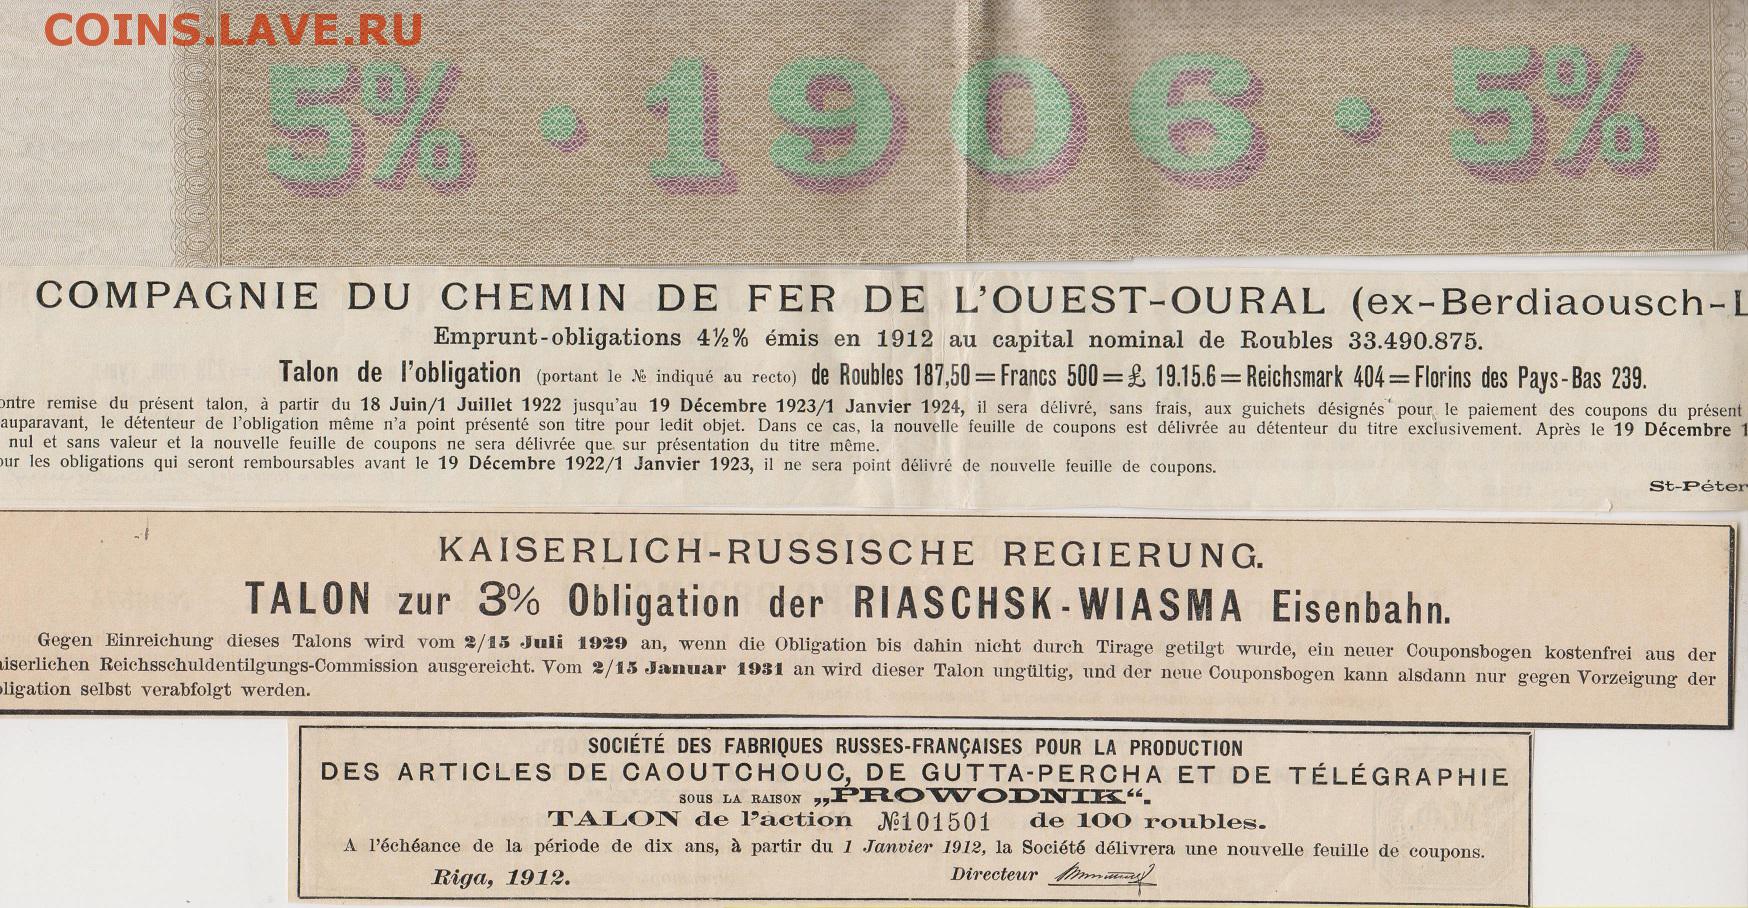 COINS.LAVE.RU
5% · 1906 · 5%
COMPAGNIE DU CHEMIN DE FER DE L'OUEST-OURAL (ex-Berdiaousch-L
Emprunt-obligations 4½% émis en 1912 au capital nominal de Roubles 33.490.875.
Talon de l'obligation (portant le № indiqué au recto) de Roubles 187,50=Francs 500=£ 19.15.6=Reichsmark 404=Florins des Pays-Bas 239.
ontre remise du présent talon, à partir du 18 Juin/1 Juillet 1922 jusqu'au 19 Décembre 1923/1 Janvier 1924, il sera délivré, sans frais, aux guichets désignés pour le paiement des coupons du présent
auparavant, le détenteur de l'obligation même n'a point présenté son titre pour ledit objet. Dans ce cas, la nouvelle feuille de coupons est délivrée au détenteur du titre exclusivement. Après le 19 Décembre 1
nul et sans valeur et la nouvelle feuille de coupons ne sera délivrée que sur présentation du titre même.
ur les obligations qui seront remboursables avant le 19 Décembre 1922/1 Janvier 1923, il ne sera point délivré de nouvelle feuille de coupons.
St-Péter
KAISERLICH-RUSSISCHE REGIERUNG.
TALON zur 3% Obligation der RIASCHSK-WIASMA Eisenbahn.
Gegen Einreichung dieses Talons wird vom 2/15 Juli 1929 an, wenn die Obligation bis dahin nicht durch Tirage getilgt wurde, ein neuer Couponsbogen kostenfrei aus der
aiserlichen Reichsschuldentilgungs-Commission ausgereicht. Vom 2/15 Januar 1931 an wird dieser Talon ungültig, und der neue Couponsbogen kann alsdann nur gegen Vorzeigung der
bligation selbst verabfolgt werden.
SOCIÉTÉ DES FABRIQUES RUSSES-FRANÇAISES POUR LA PRODUCTION
DES ARTICLES DE CAOUTCHOUC, DE GUTTA-PERCHA ET DE TÉLÉGRAPHIE
SOUS LA RAISON „PROWODNIK“.
TALON de l'action №101501 de 100 roubles.
A l'échéance de la période de dix ans, à partir du 1 Janvier 1912, la Société délivrera une nouvelle feuille de coupons.
Riga, 1912.
Directeur